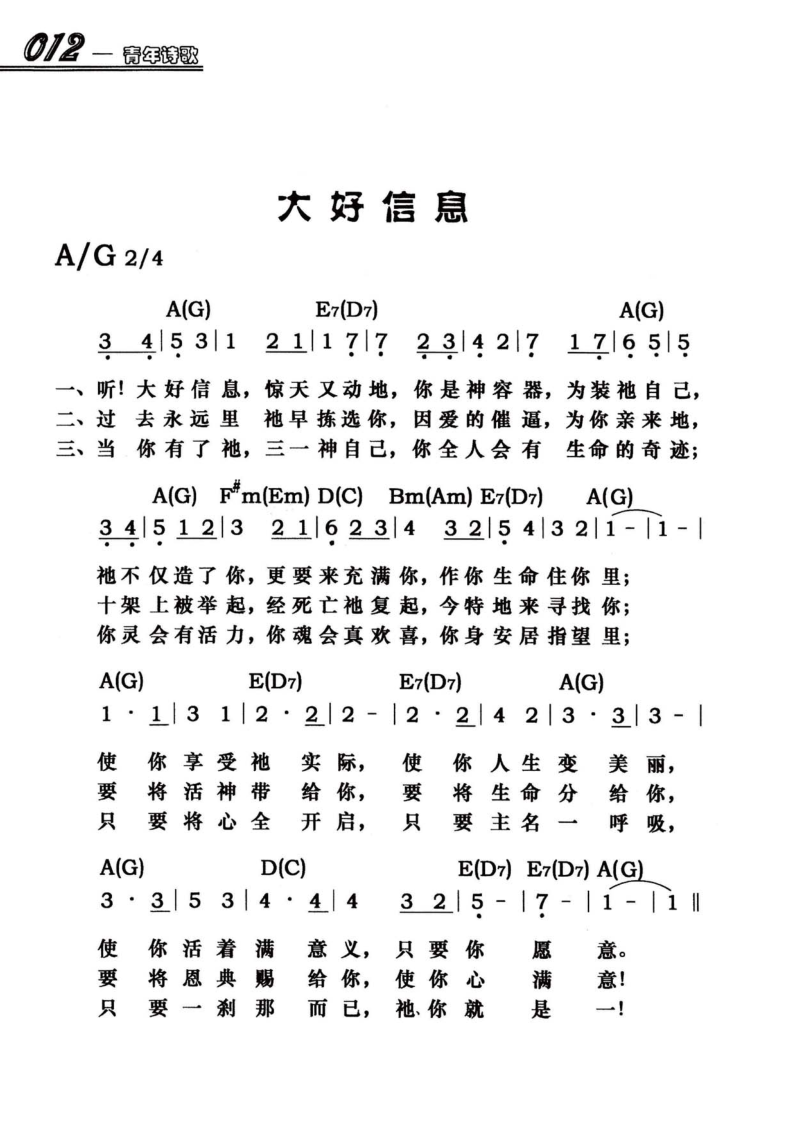 012 — 青年诗歌
大好信息
A/G 2/4
A(G) E7(D7) A(G)
3 4|5 3|1 2 1|1 7|7 2 3|4 2|7 1 7|6 5|5
一、听！大好信息，惊天又动地，你是神容器，为装祂自己，
二、过 去永远里 祂早拣选你，因爱的催逼，为你亲来地，
三、当 你有了祂，三一神自己，你全人会有 生命的奇迹；
A(G) F#m(Em) D(C) Bm(Am) E7(D7) A(G)
3 4|5 1 2|3 2 1|6 2 3|4 3 2|5 4|3 2|1 -|1 -|
祂不仅造了你，更要来充满你，作你生命住你里；
十架上被举起，经死亡祂复起，今特地来寻找你；
你灵会有活力，你魂会真欢喜，你身安居指望里；
A(G) E(D7) E7(D7) A(G)
1 · 1|3 1|2 · 2|2 -|2 · 2|4 2|3 · 3|3 -|
使 你享受祂 实际， 使 你人生变 美丽，
要 将活神带 给你， 要 将生命分 给你，
只 要将心全 开启， 只 要主名一 呼吸，
A(G) D(C) E(D7) E7(D7) A(G)
3 · 3|5 3|4 · 4|4 3 2|5 -|7 -|1 -|1 ‖
使 你活着满 意义，只要你 愿 意。
要 将恩典赐 给你，使你心 满 意！
只 要一刹那 而已，祂、你就 是 一！